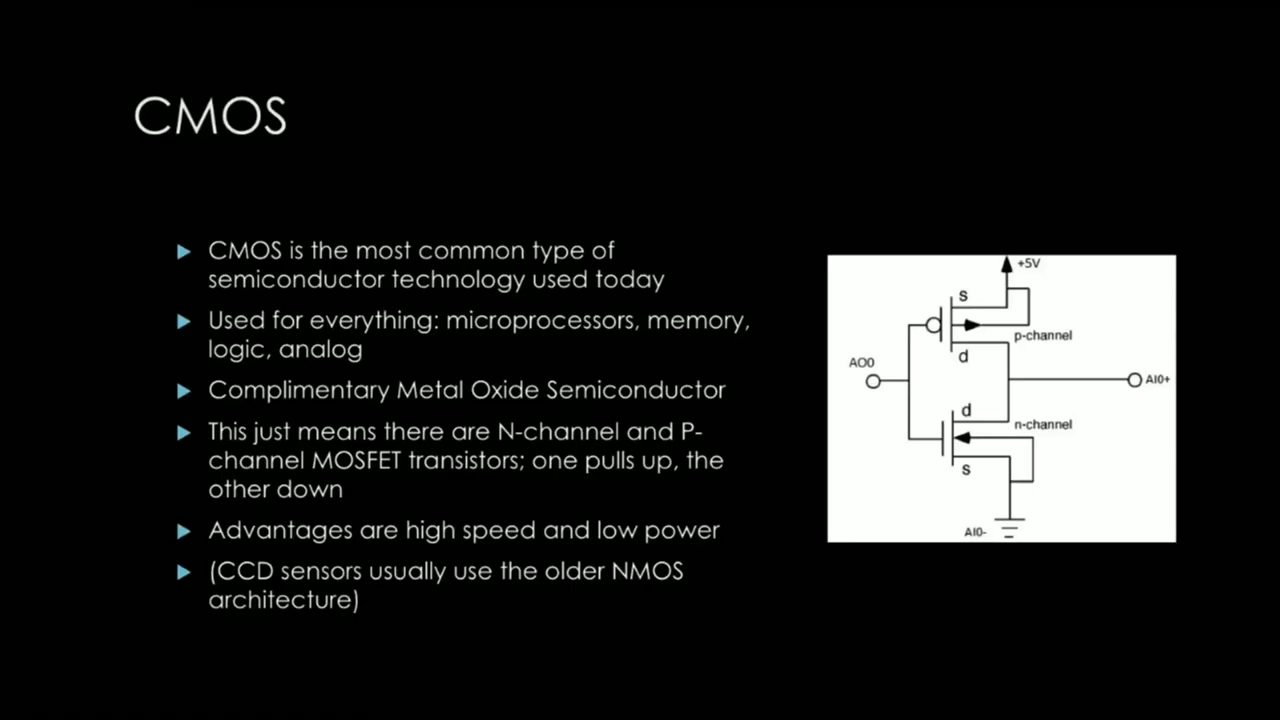 CMOS
CMOS is the most common type of
semiconductor technology used today
Used for everything: microprocessors, memory,
logic, analog
Complimentary Metal Oxide Semiconductor
This just means there are N-channel and P-
channel MOSFET transistors; one pulls up, the
other down
Advantages are high speed and low power
(CCD sensors usually use the older NMOS
architecture)
+5V
s
p-channel
d
AO0
AI0+
d
n-channel
s
AI0-